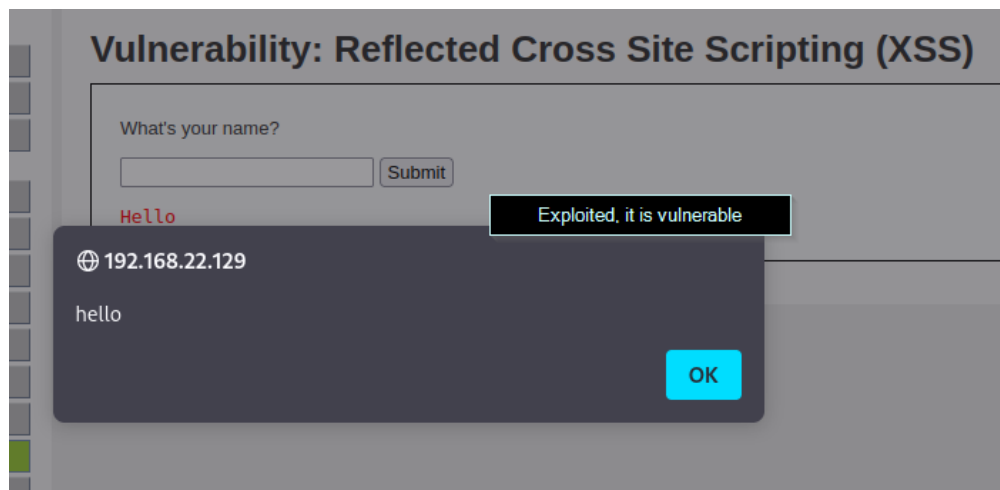 Vulnerability: Reflected Cross Site Scripting (XSS)
What's your name?
Submit
Hello
Exploited, it is vulnerable
192.168.22.129
hello
OK